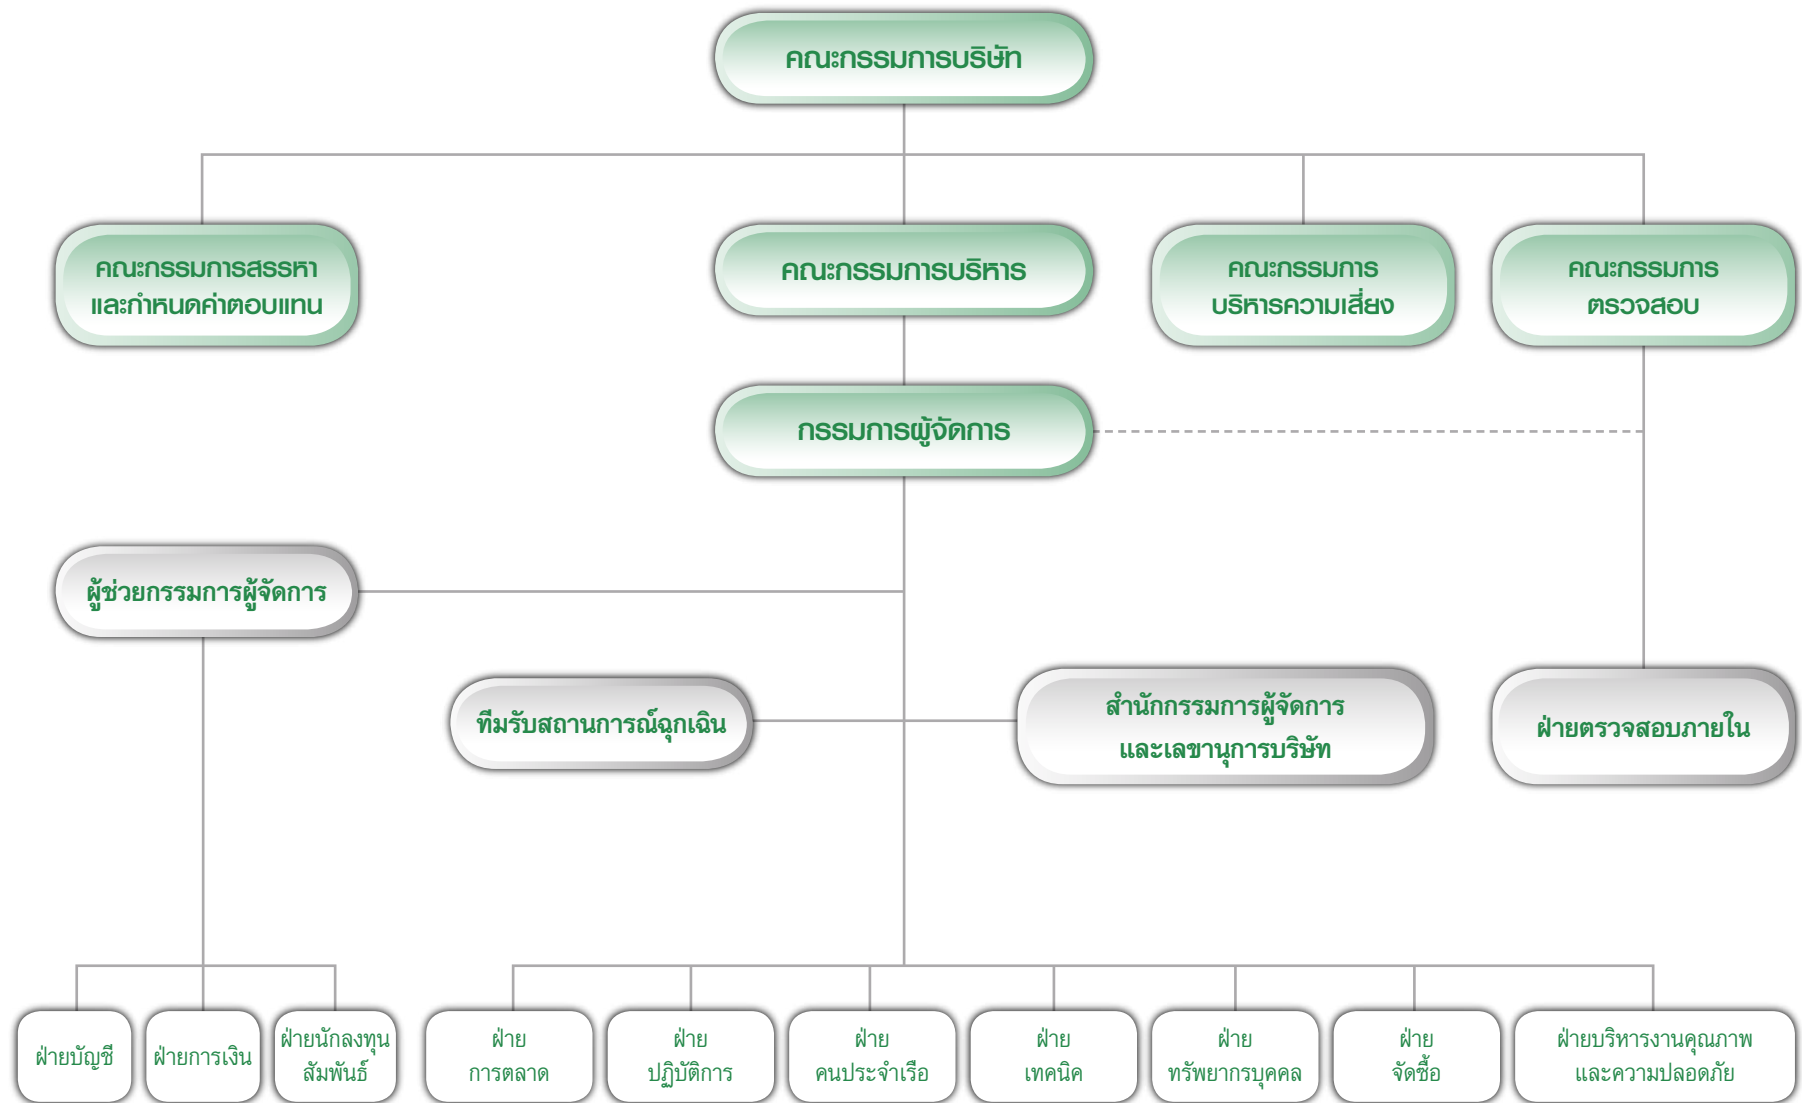 คณะกรรมการบริษัท
คณะกรรมการสรรหา
และกำหนดค่าตอบแทน
คณะกรรมการบริหาร
คณะกรรมการ
บริหารความเสี่ยง
คณะกรรมการ
ตรวจสอบ
กรรมการผู้จัดการ
ผู้ช่วยกรรมการผู้จัดการ
ทีมรับสถานการณ์ฉุกเฉิน
สำนักกรรมการผู้จัดการ
และเลขานุการบริษัท
ฝ่ายตรวจสอบภายใน
ฝ่ายบัญชี
ฝ่ายการเงิน
ฝ่ายนักลงทุน
สัมพันธ์
ฝ่าย
การตลาด
ฝ่าย
ปฏิบัติการ
ฝ่าย
คนประจำเรือ
ฝ่าย
เทคนิค
ฝ่าย
ทรัพยากรบุคคล
ฝ่าย
จัดซื้อ
ฝ่ายบริหารงานคุณภาพ
และความปลอดภัย